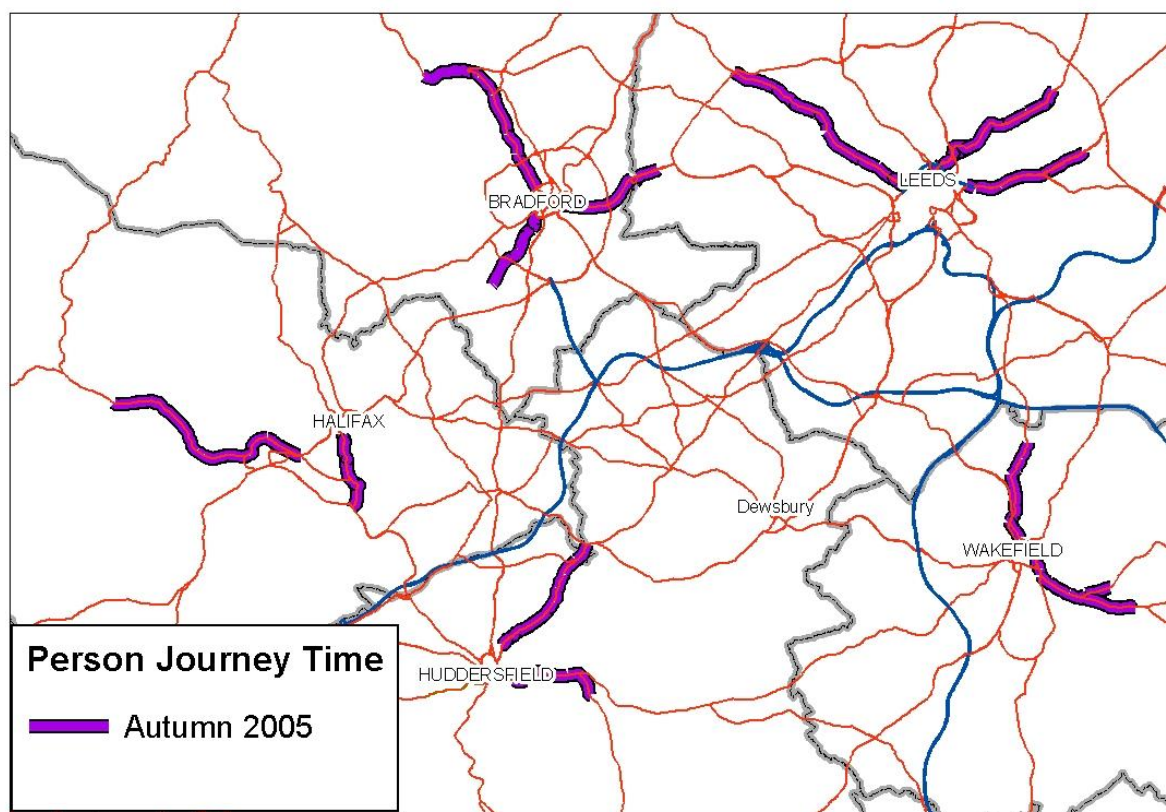 LEEDS
BRADFORD
HALIFAX
Dewsbury
WAKEFIELD
HUDDERSFIELD
Person Journey Time
Autumn 2005